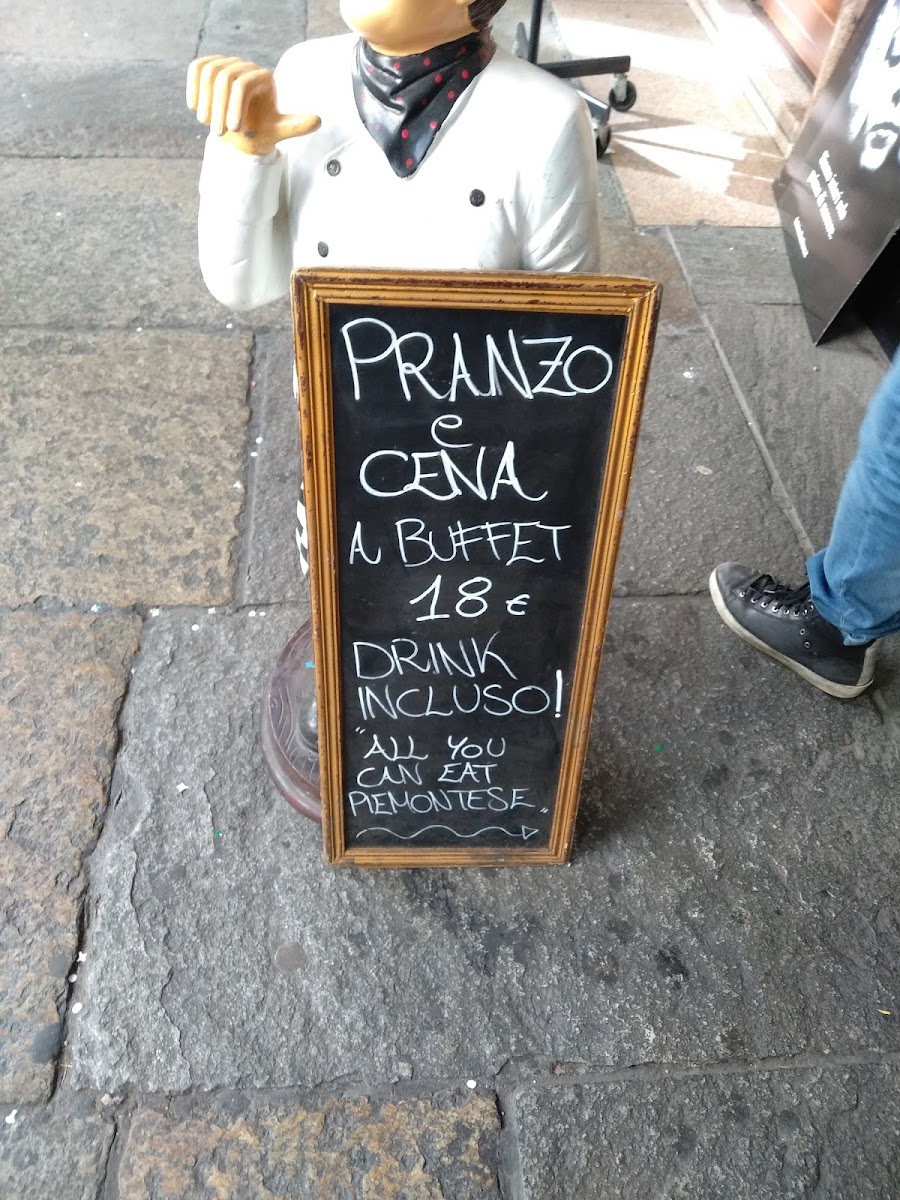 PRANZO
e
CENA
A BUFFET
18 €
DRINK
INCLUSO!
"ALL YOU
CAN EAT
PIEMONTESE"